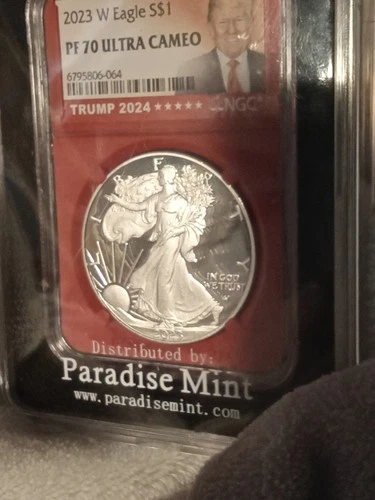 2023 W Eagle S$1
PF 70 ULTRA CAMEO
6795806-064
TRUMP 2024 ★★★★★ NGC
LIBERTY
IN GOD
WE TRUST
Distributed by:
Paradise Mint
www.paradisemint.com